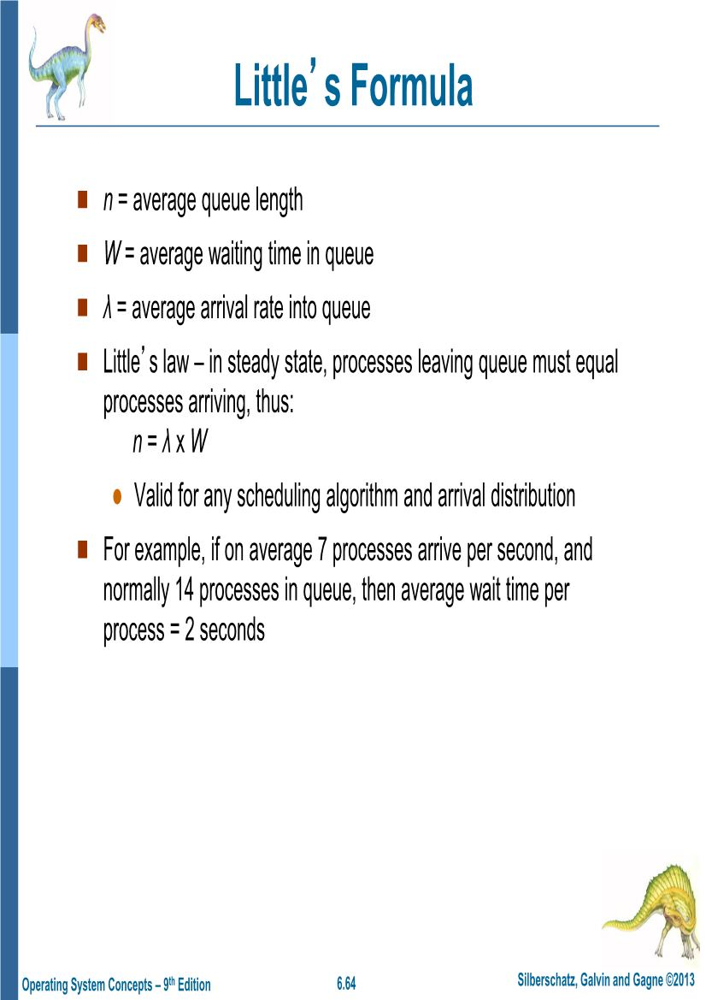 Little’s Formula
n = average queue length
W = average waiting time in queue
λ = average arrival rate into queue
Little’s law – in steady state, processes leaving queue must equal
processes arriving, thus:
n = λ x W
Valid for any scheduling algorithm and arrival distribution
For example, if on average 7 processes arrive per second, and
normally 14 processes in queue, then average wait time per
process = 2 seconds
Operating System Concepts – 9th Edition
6.64
Silberschatz, Galvin and Gagne ©2013